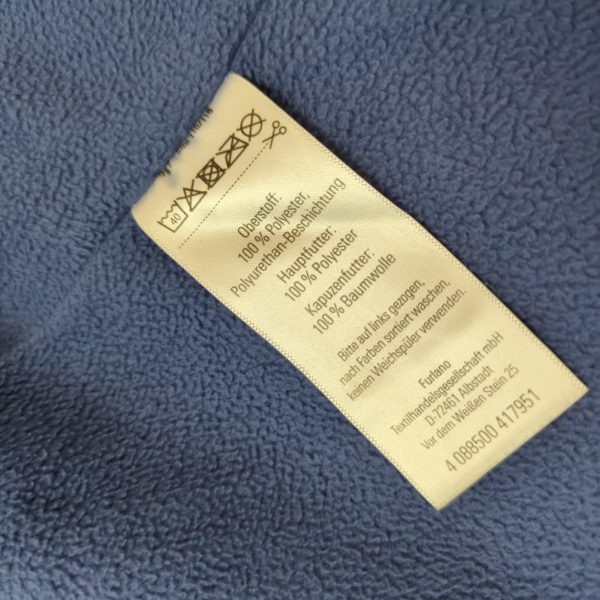 40
Oberstoff:
100 % Polyester,
Polyurethan-Beschichtung
Hauptfutter:
100 % Polyester
Kapuzenfutter:
100 % Baumwolle
Bitte auf links gezogen,
nach Farben sortiert waschen,
keinen Weichspüler verwenden.
Furlano
Textilhandelsgesellschaft mbH
D-72461 Albstadt
Vor dem Weißen Stein 25
4 088500 417951